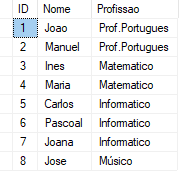 ID Nome Profissao
1 Joao Prof.Portugues
2 Manuel Prof.Portugues
3 Ines Matematico
4 Maria Matematico
5 Carlos Informatico
6 Pascoal Informatico
7 Joana Informatico
8 Jose Músico